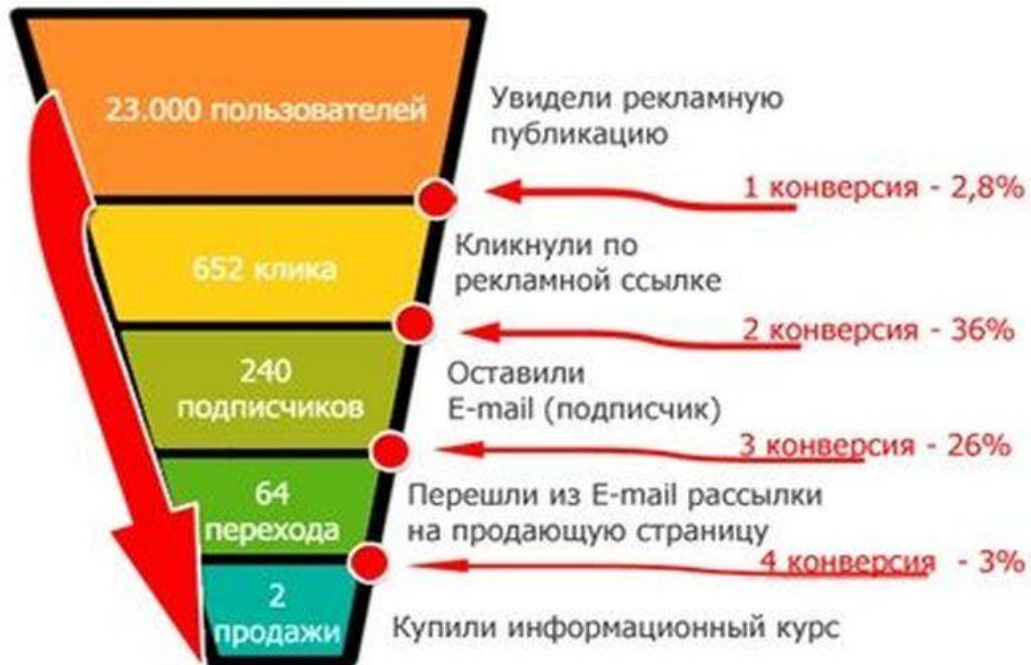 23.000 пользователей
Увидели рекламную
публикацию
1 конверсия - 2,8%
652 клика
Кликнули по
рекламной ссылке
2 конверсия - 36%
240
подписчиков
Оставили
E-mail (подписчик)
3 конверсия - 26%
64
перехода
Перешли из E-mail рассылки
на продающую страницу
4 конверсия - 3%
2
продажи
Купили информационный курс